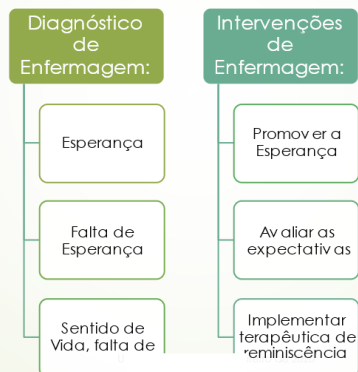 Diagnóstico
de
Enfermagem:
Esperança
Falta de
Esperança
Sentido de
Vida, falta de
Intervenções
de
Enfermagem:
Promover a
Esperança
Avaliar as
expectativas
Implementar
terapêutica de
reminiscência